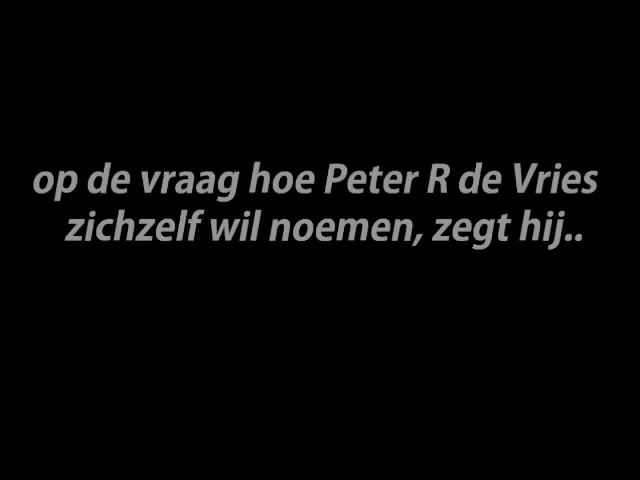 op de vraag hoe Peter R de Vries
zichzelf wil noemen, zegt hij..